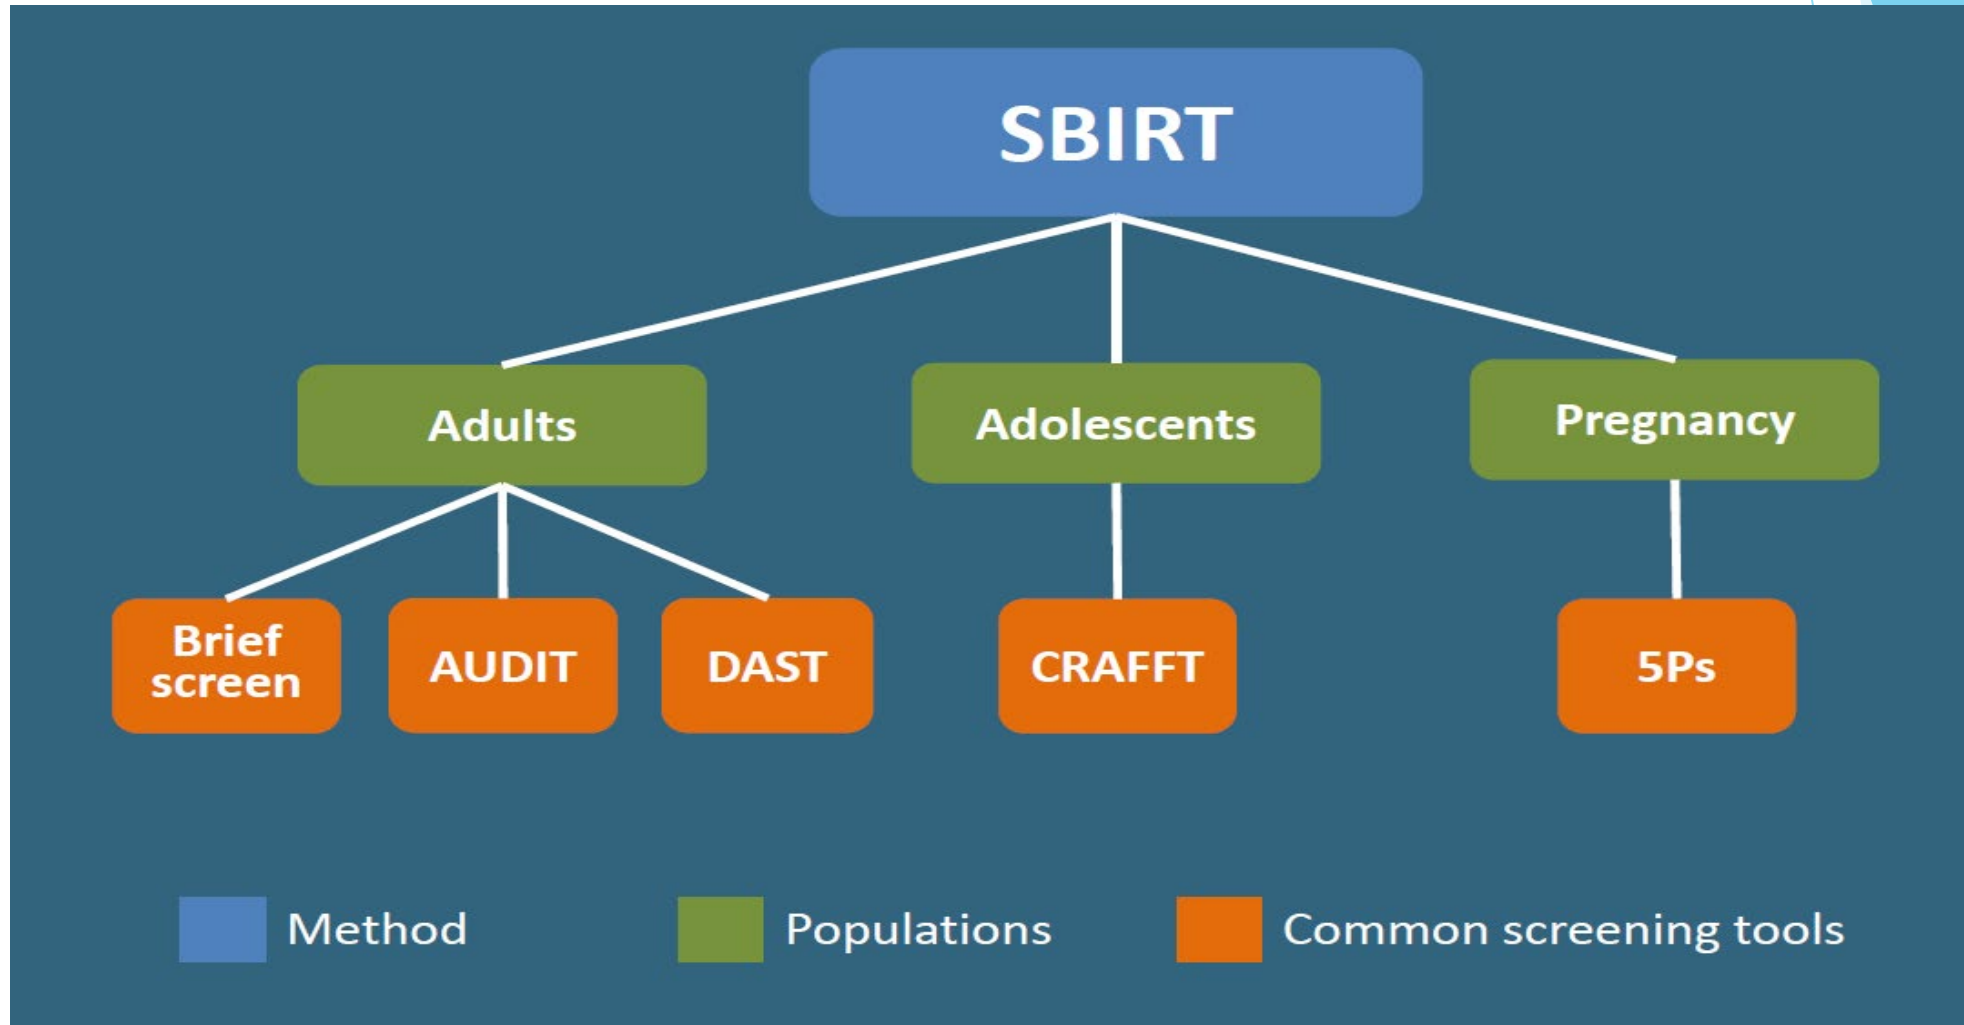 SBIRT
Adults
Adolescents
Pregnancy
Brief
screen
AUDIT
DAST
CRAFFT
5Ps
Method
Populations
Common screening tools